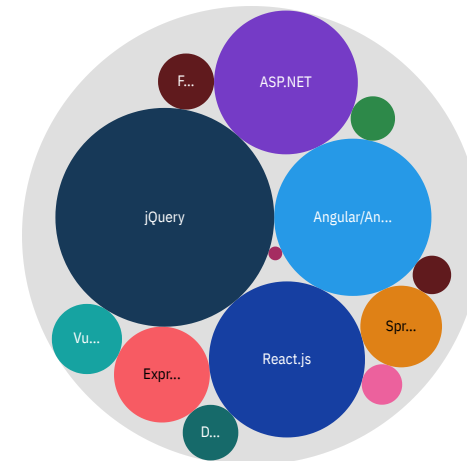 F...
ASP.NET
jQuery
Angular/An...
Spr...
Vu...
React.js
Expr...
D...